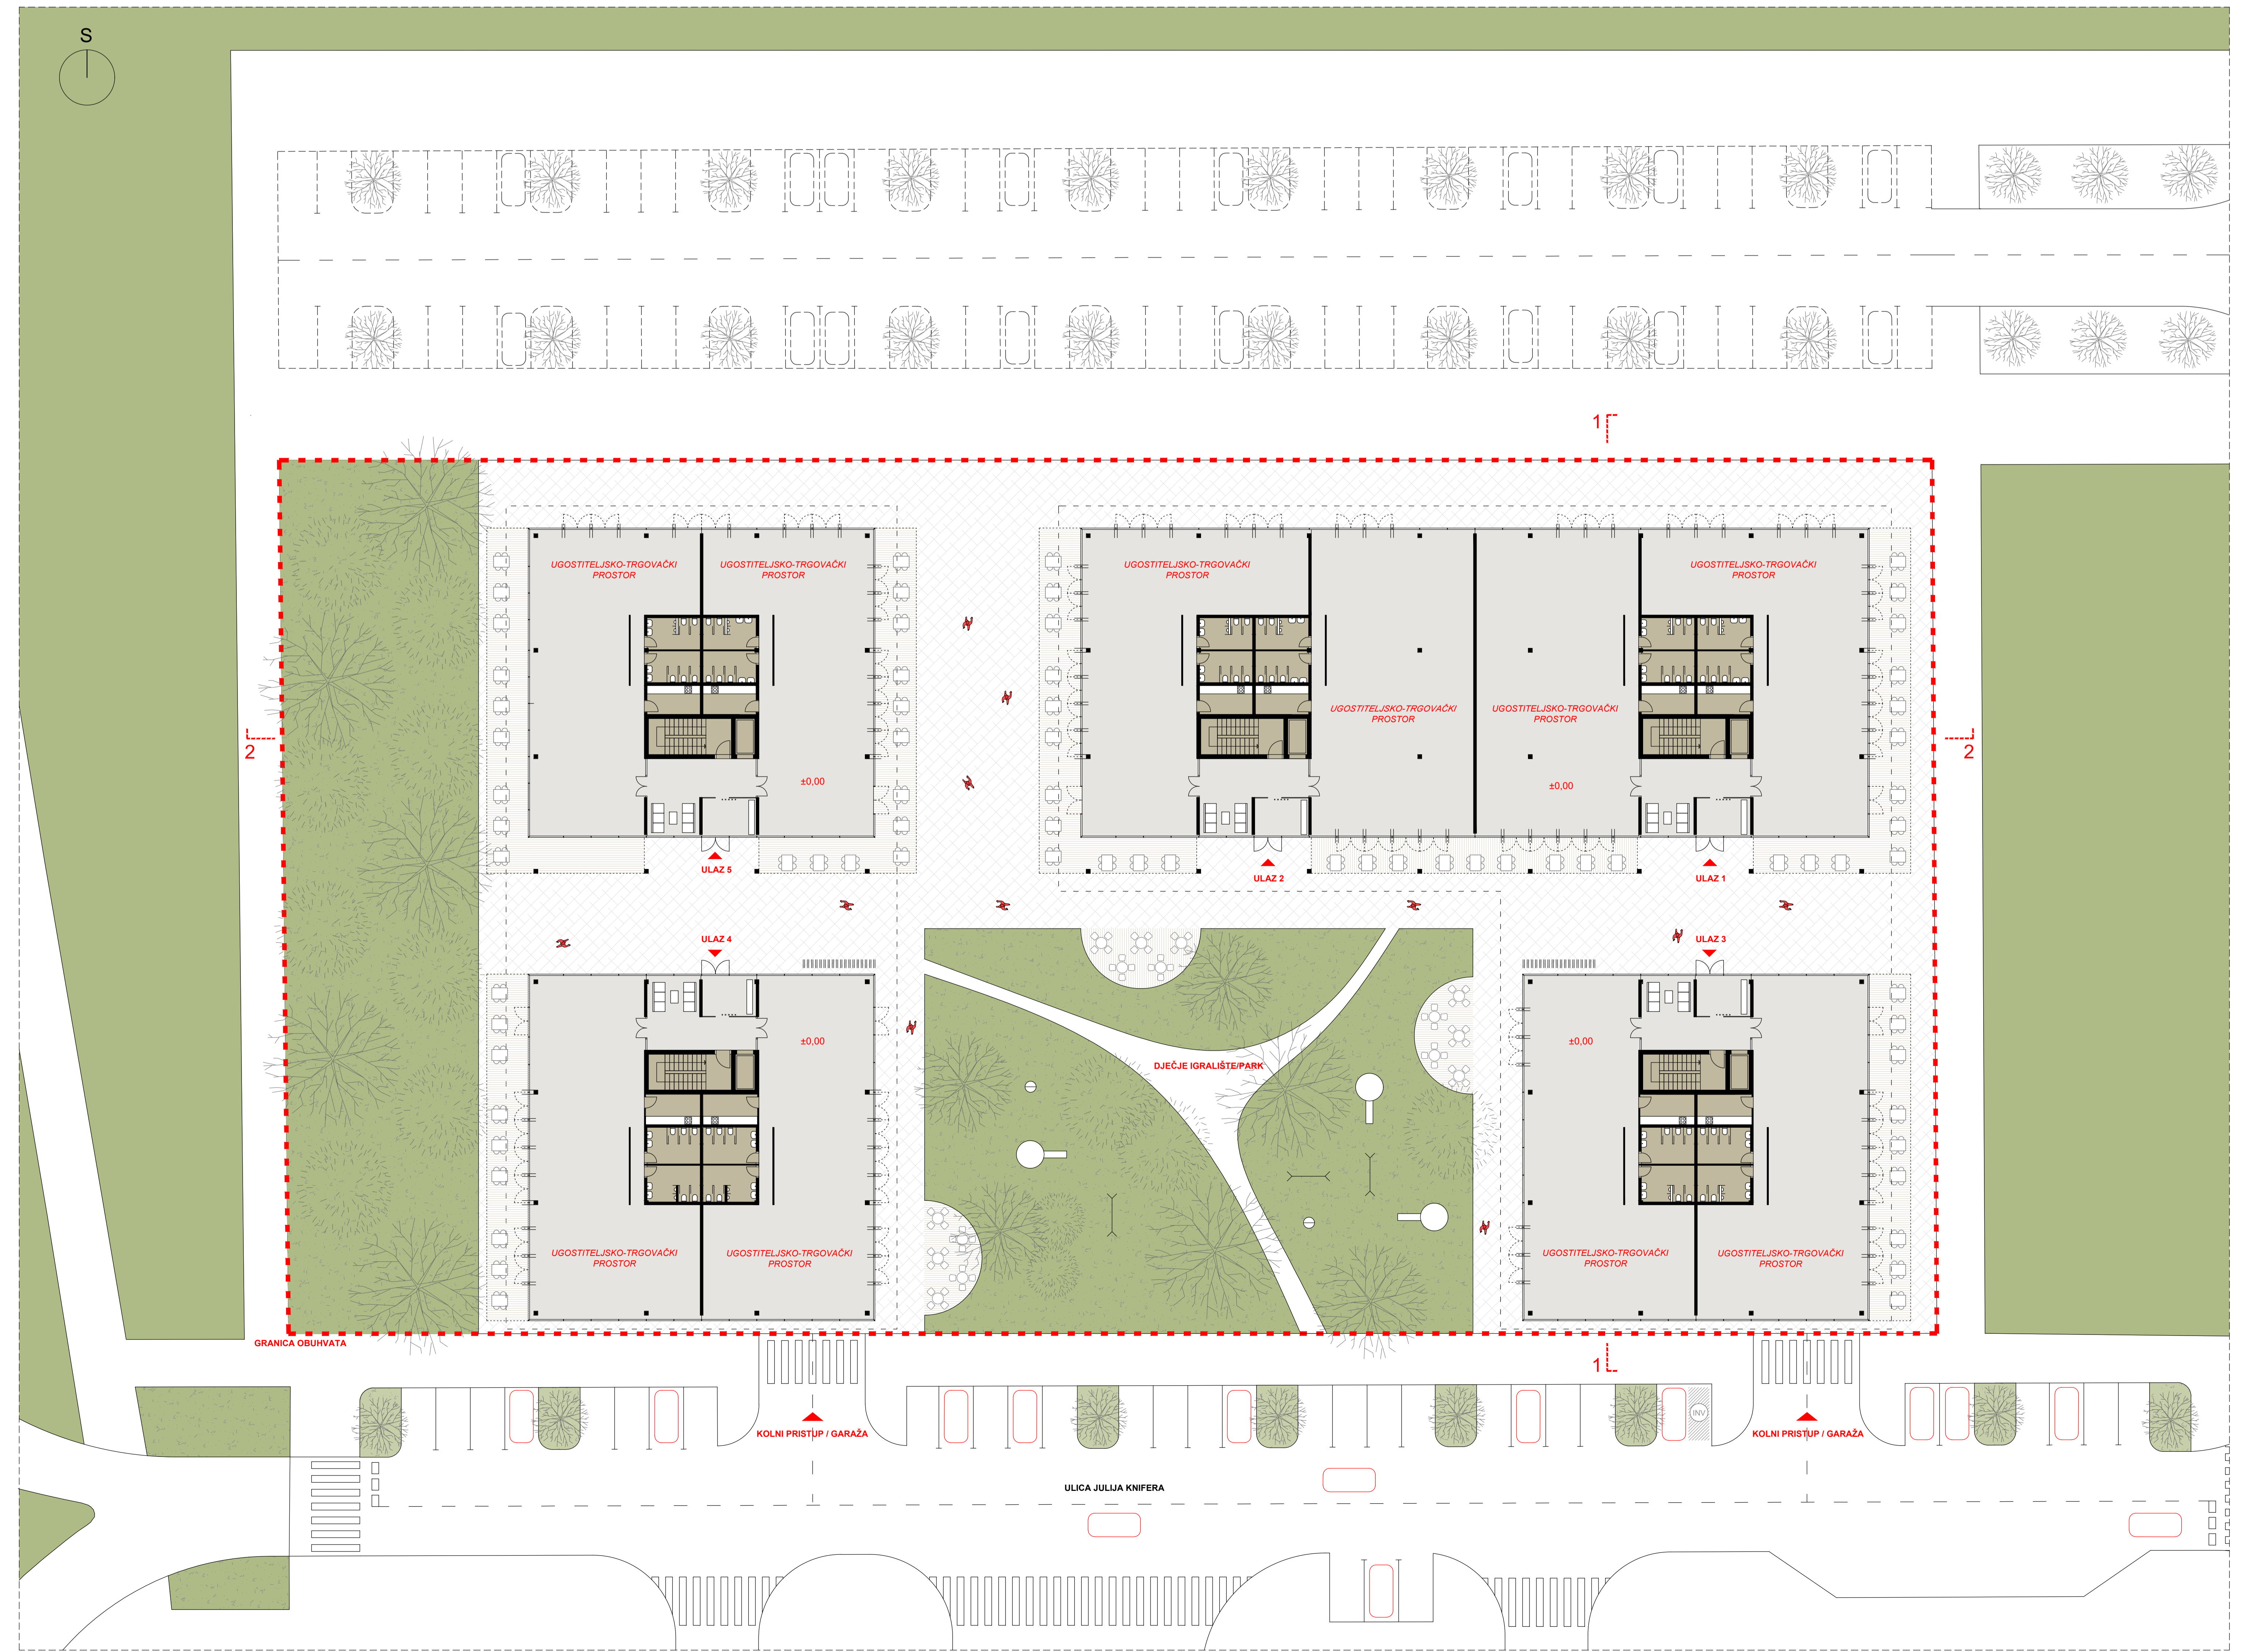 S
1
UGOSTITELJSKO-TRGOVAČKI
PROSTOR
UGOSTITELJSKO-TRGOVAČKI
PROSTOR
UGOSTITELJSKO-TRGOVAČKI
PROSTOR
UGOSTITELJSKO-TRGOVAČKI
PROSTOR
UGOSTITELJSKO-TRGOVAČKI
PROSTOR
UGOSTITELJSKO-TRGOVAČKI
PROSTOR
2
2
±0,00
±0,00
ULAZ 5
ULAZ 2
ULAZ 1
ULAZ 4
ULAZ 3
±0,00
±0,00
DJEČJE IGRALIŠTE/PARK
UGOSTITELJSKO-TRGOVAČKI
PROSTOR
UGOSTITELJSKO-TRGOVAČKI
PROSTOR
UGOSTITELJSKO-TRGOVAČKI
PROSTOR
UGOSTITELJSKO-TRGOVAČKI
PROSTOR
GRANICA OBUHVATA
1
INV
KOLNI PRISTUP / GARAŽA
KOLNI PRISTUP / GARAŽA
ULICA JULIJA KNIFERA